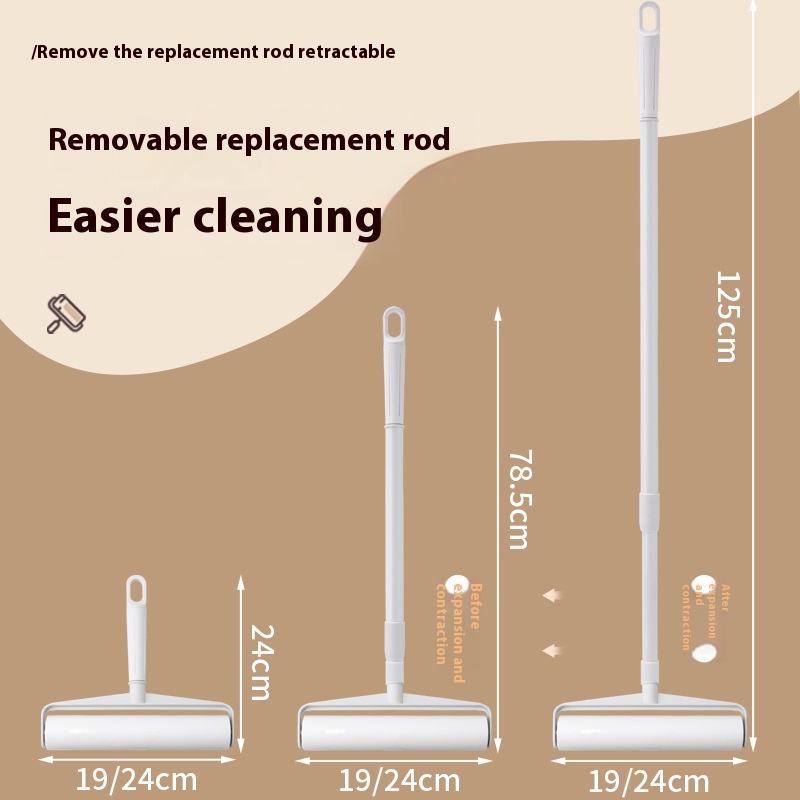 /Remove the replacement rod retractable
Removable replacement rod
Easier cleaning
125cm
78.5cm
24cm
Before
expansion and
contraction
After
expansion
and
contraction
19/24cm
19/24cm
19/24cm